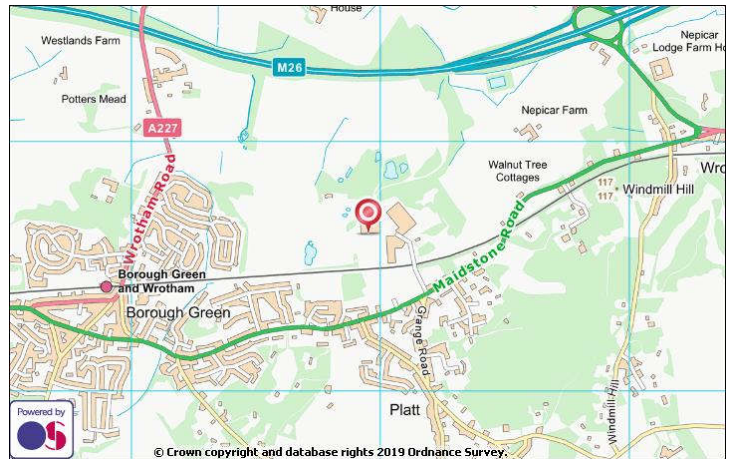 House
Westlands Farm
Nepicar
Lodge Farm Ho
M26
Potters Mead
Nepicar Farm
A227
Wrotham Road
Walnut Tree
Cottages
Wro
117
117
Windmill Hill
Maidstone Road
Borough Green
and Wrotham
Borough Green
Grange Road
Windmill Hill
Platt
Powered by
OS
© Crown copyright and database rights 2019 Ordnance Survey.